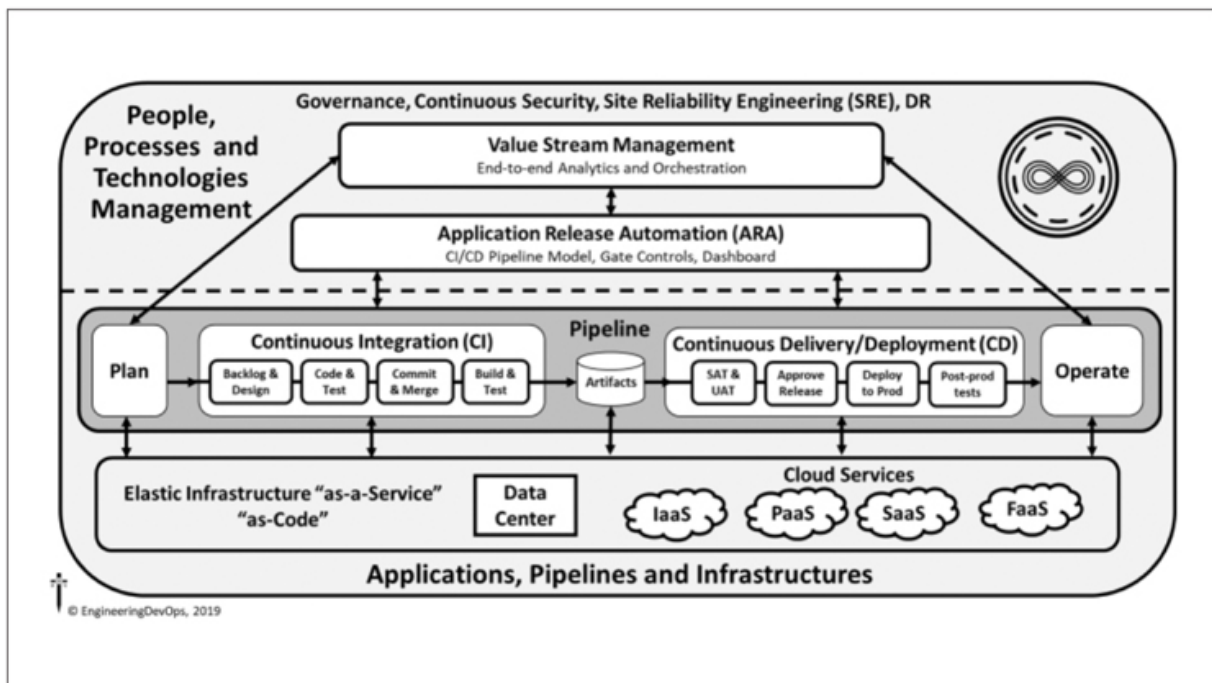 Governance, Continuous Security, Site Reliability Engineering (SRE), DR
People,
Processes and
Technologies
Management
Value Stream Management
End-to-end Analytics and Orchestration
Application Release Automation (ARA)
CI/CD Pipeline Model, Gate Controls, Dashboard
Pipeline
Plan
Continuous Integration (CI)
Backlog &
Design
Code &
Test
Commit
& Merge
Build &
Test
Artifacts
Continuous Delivery/Deployment (CD)
SAT &
UAT
Approve
Release
Deploy
to Prod
Post-prod
tests
Operate
Elastic Infrastructure “as-a-Service”
“as-Code”
Data
Center
Cloud Services
IaaS
PaaS
SaaS
FaaS
Applications, Pipelines and Infrastructures
© EngineeringDevOps, 2019